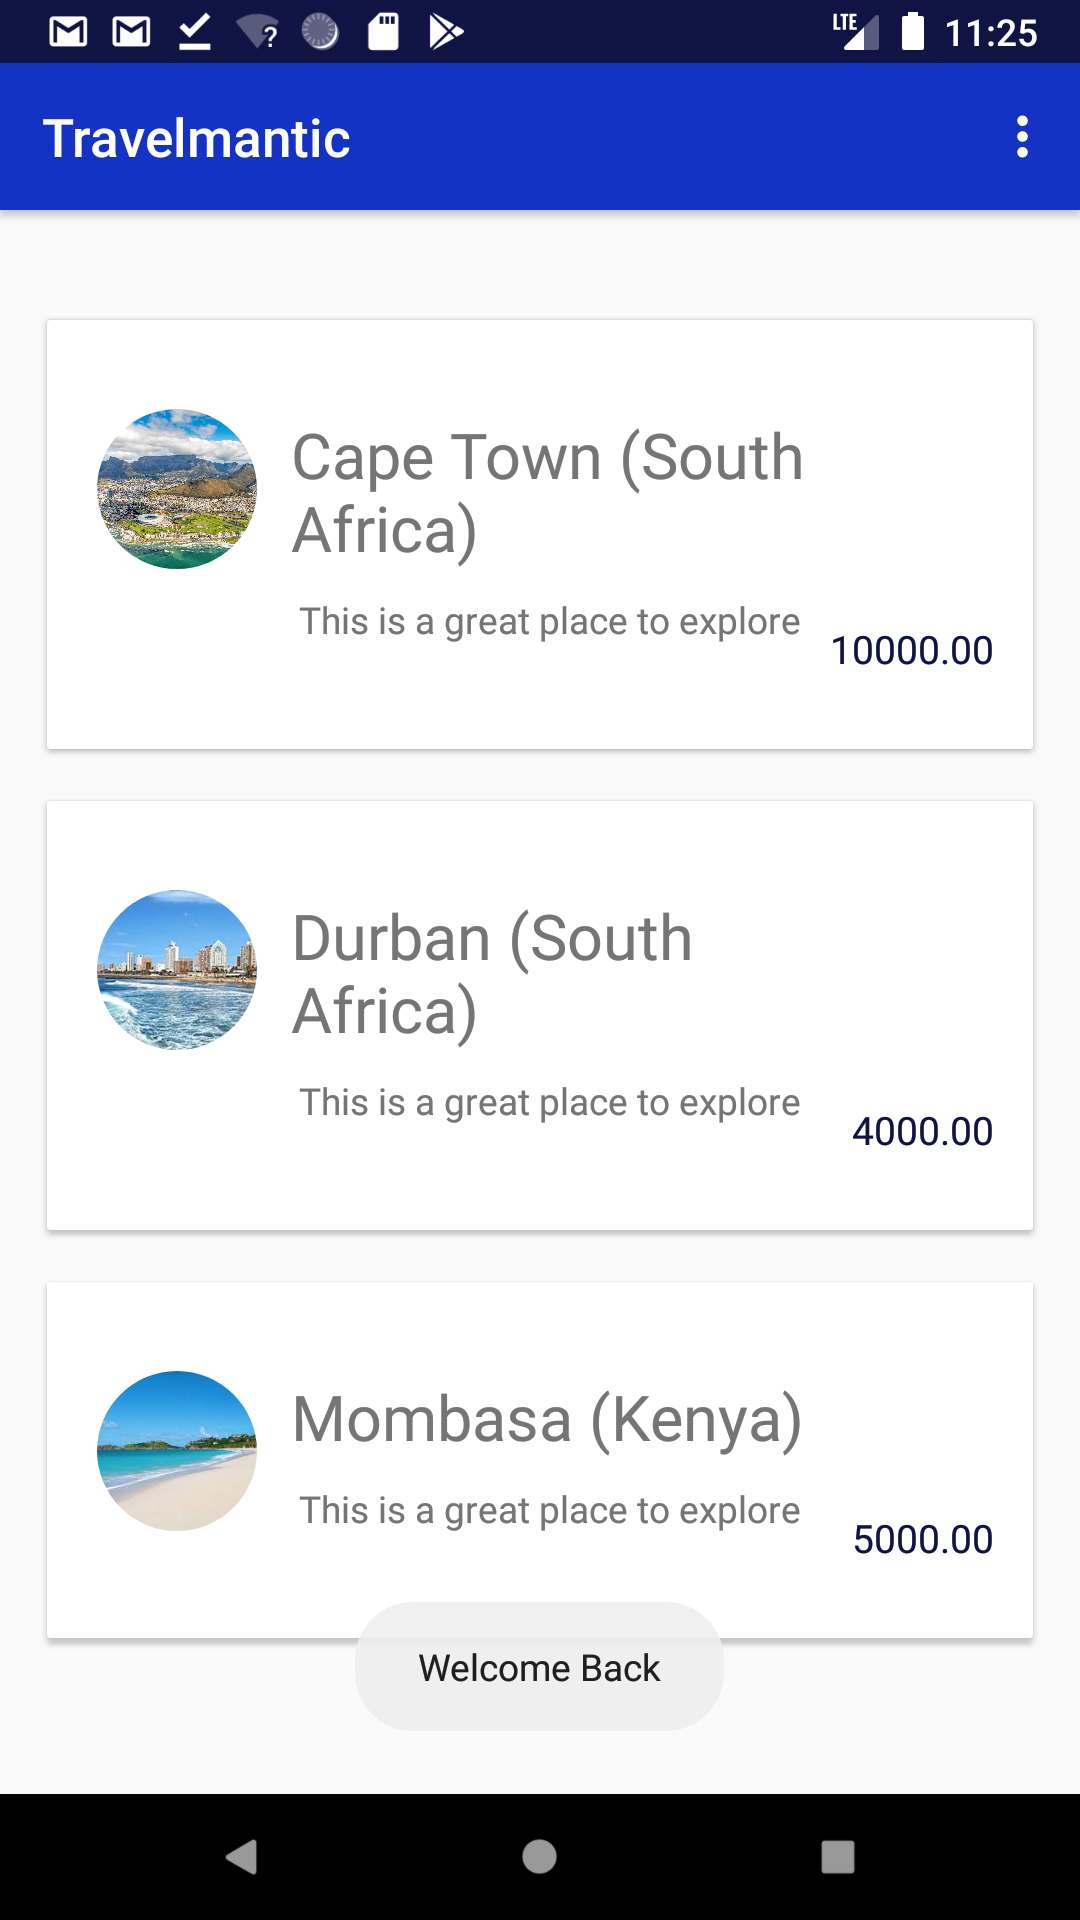 LTE 11:25
Travelmantic
Cape Town (South
Africa)
This is a great place to explore
10000.00
Durban (South
Africa)
This is a great place to explore
4000.00
Mombasa (Kenya)
This is a great place to explore
5000.00
Welcome Back